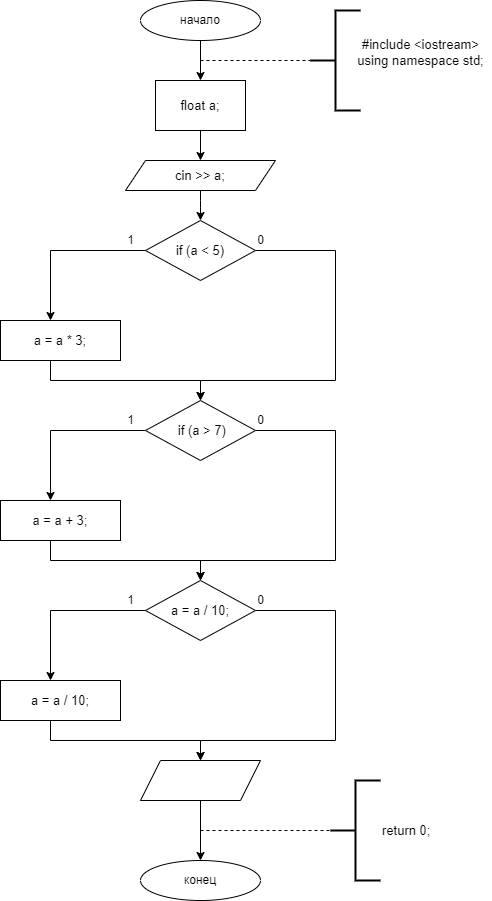 начало
#include <iostream>
using namespace std;
float a;
cin >> a;
1
if (a < 5)
0
a = a * 3;
1
if (a > 7)
0
a = a + 3;
1
a = a / 10;
0
a = a / 10;
return 0;
конец